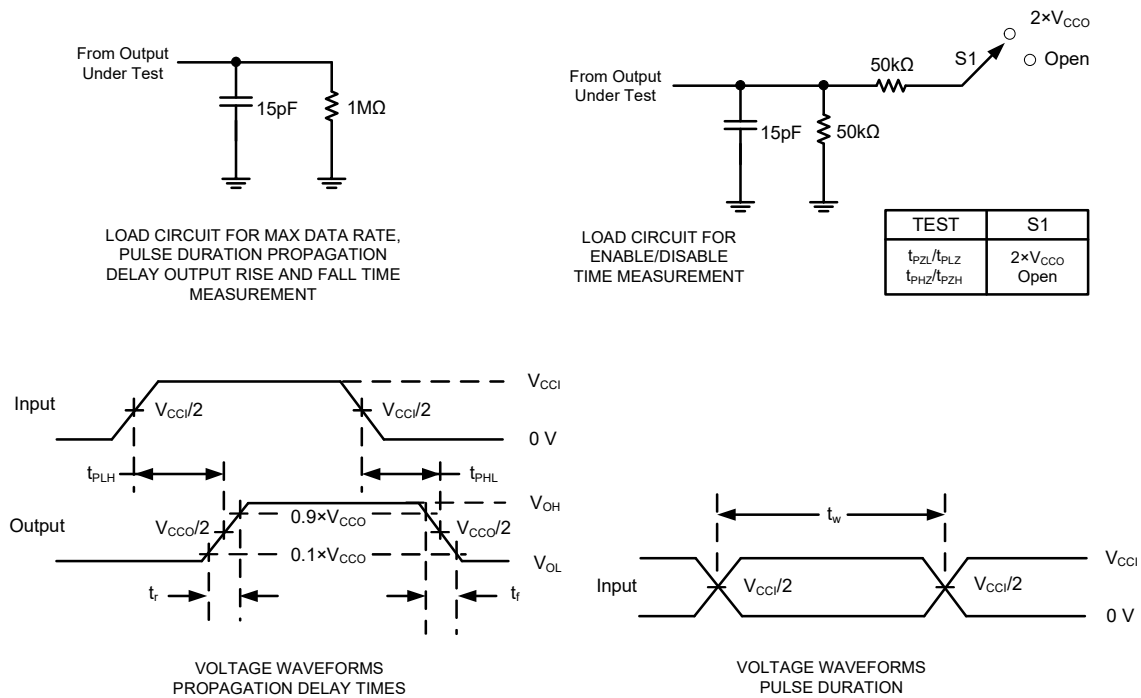 From Output
Under Test
15pF
1MΩ
LOAD CIRCUIT FOR MAX DATA RATE,
PULSE DURATION PROPAGATION
DELAY OUTPUT RISE AND FALL TIME
MEASUREMENT
From Output
Under Test
15pF
50kΩ
50kΩ
S1
2×VCCO
Open
LOAD CIRCUIT FOR
ENABLE/DISABLE
TIME MEASUREMENT
TEST S1
tPZL/tPLZ 2×VCCO
tPHZ/tPZH Open
Input
VCCI/2
VCCI/2
VCCI
0 V
tPLH
tPHL
Output
VCCO/2
0.9×VCCO
0.1×VCCO
VCCO/2
VOH
VOL
tr
tf
VOLTAGE WAVEFORMS
PROPAGATION DELAY TIMES
tw
Input
VCCI/2
VCCI/2
VCCI
0 V
VOLTAGE WAVEFORMS
PULSE DURATION